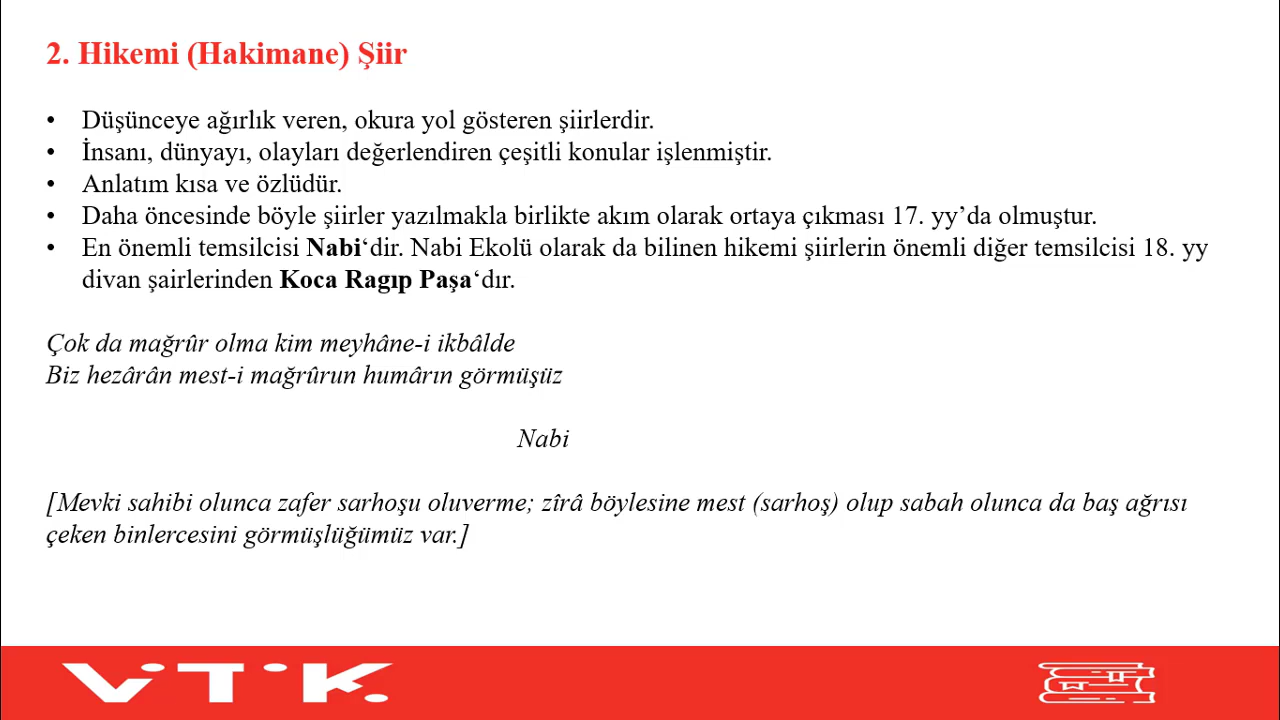 2. Hikemi (Hakimane) Şiir
• Düşünceye ağırlık veren, okura yol gösteren şiirlerdir.
• İnsanı, dünyayı, olayları değerlendiren çeşitli konular işlenmiştir.
• Anlatım kısa ve özlüdür.
• Daha öncesinde böyle şiirler yazılmakla birlikte akım olarak ortaya çıkması 17. yy’da olmuştur.
• En önemli temsilcisi Nabi‘dir. Nabi Ekolü olarak da bilinen hikemi şiirlerin önemli diğer temsilcisi 18. yy
divan şairlerinden Koca Ragıp Paşa‘dır.
Çok da mağrûr olma kim meyhâne-i ikbâlde
Biz hezârân mest-i mağrûrun humârın görmüşüz
Nabi
[Mevki sahibi olunca zafer sarhoşu oluverme; zîrâ böylesine mest (sarhoş) olup sabah olunca da baş ağrısı
çeken binlercesini görmüşlüğümüz var.]
VİTİK.